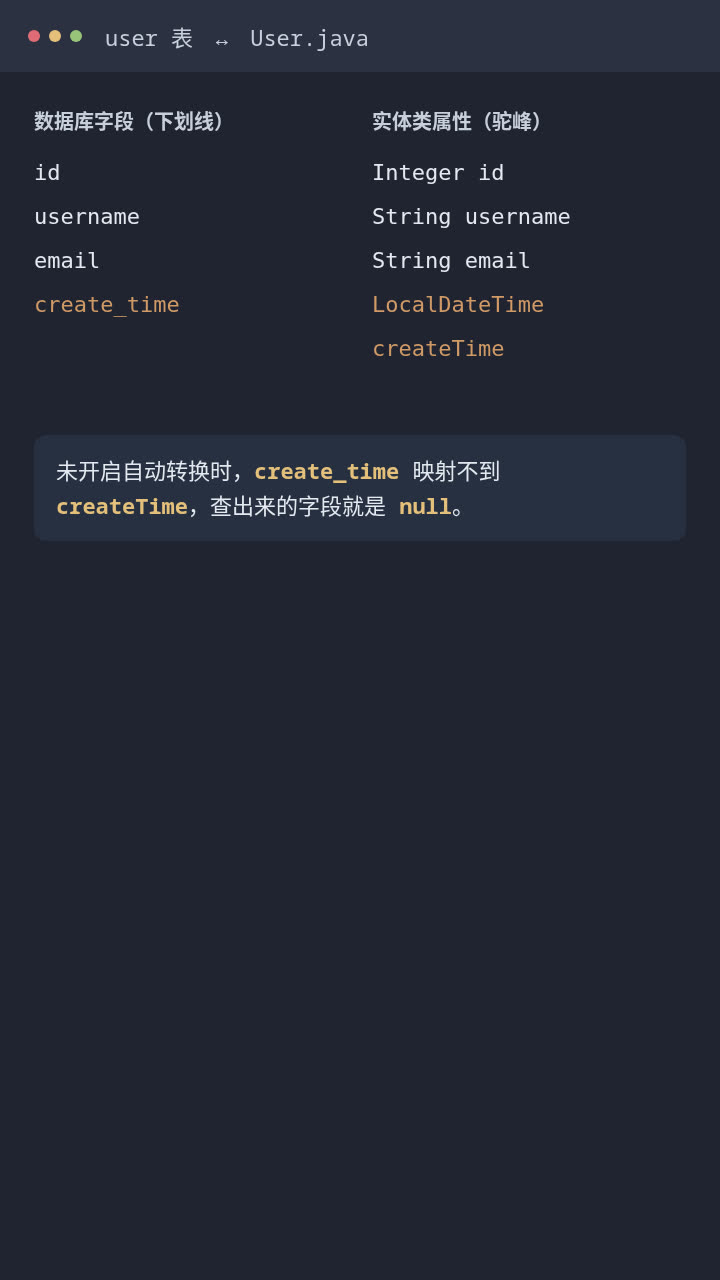 user 表 ↔ User.java
数据库字段（下划线）
id
username
email
create_time
实体类属性（驼峰）
Integer id
String username
String email
LocalDateTime
createTime
未开启自动转换时，create_time 映射不到
createTime，查出来的字段就是 null。